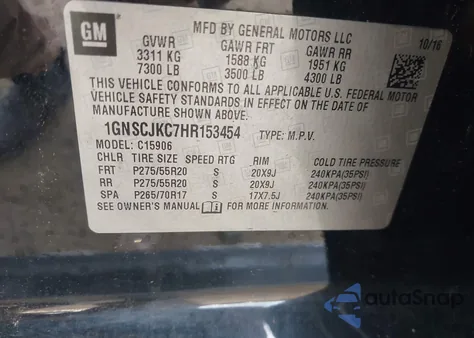 GM
MFD BY GENERAL MOTORS LLC
10/16
GVWR GAWR FRT GAWR RR
3311 KG 1588 KG 1951 KG
7300 LB 3500 LB 4300 LB
THIS VEHICLE CONFORMS TO ALL APPLICABLE U.S. FEDERAL MOTOR
VEHICLE SAFETY AND THEFT PREVENTION STANDARDS IN EFFECT ON THE DATE OF
MANUFACTURE SHOWN ABOVE.
1GNSCJKC7HR153454 TYPE: M.P.V.
MODEL: C15906
CHLR TIRE SIZE SPEED RTG RIM COLD TIRE PRESSURE
FRT P275/55R20 S 20X9J 240KPA(35PSI)
RR P275/55R20 S 20X9J 240KPA(35PSI)
SPA P265/70R17 S 17X7.5J 240KPA(35PSI)
SEE OWNER'S MANUAL i FOR MORE INFORMATION.
AutoSnap